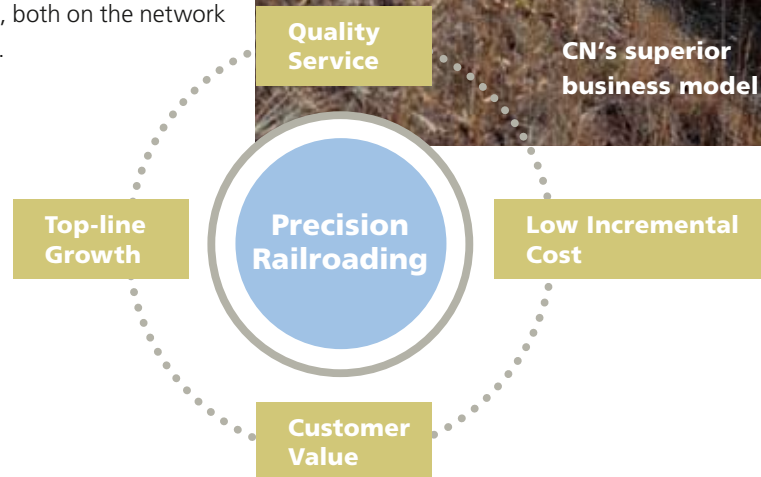 , both on the network
.
CN's superior
business model
Quality
Service
Top-line
Growth
Precision
Railroading
Low Incremental
Cost
Customer
Value